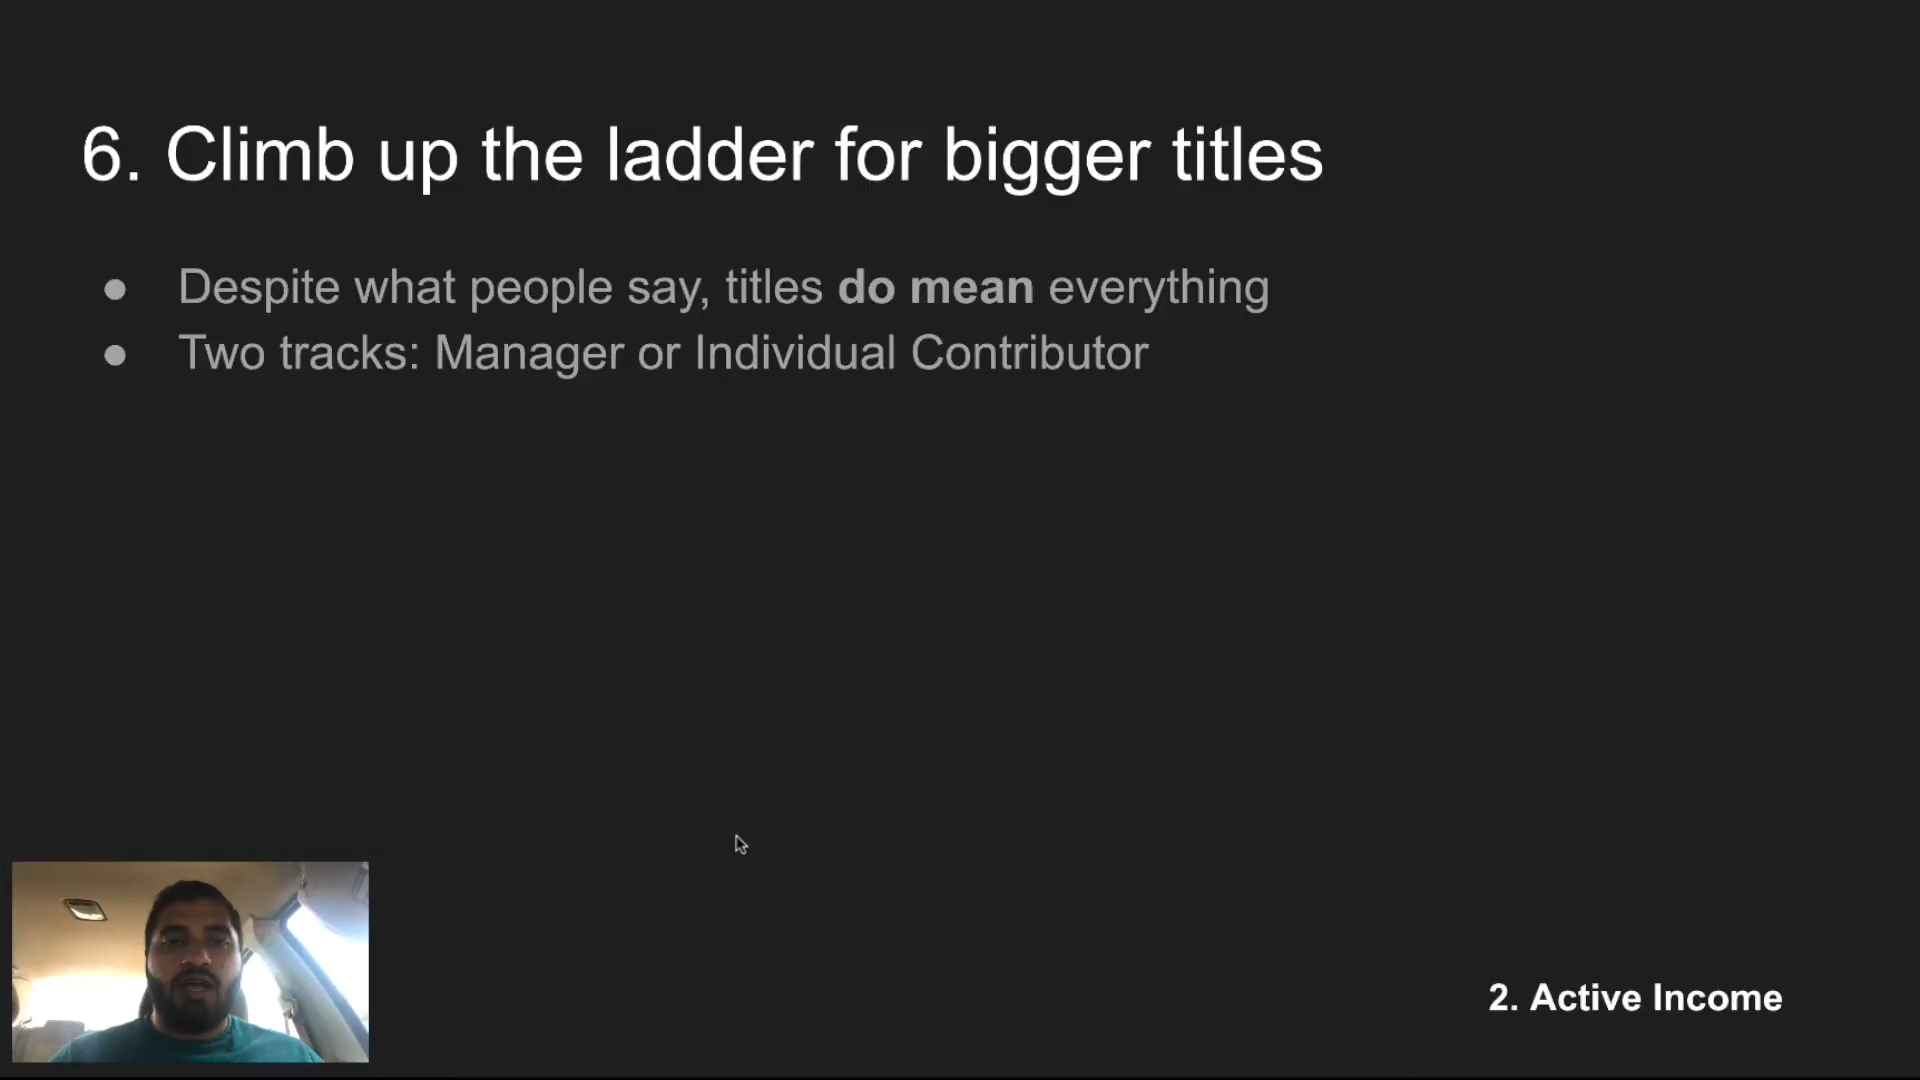 6. Climb up the ladder for bigger titles
● Despite what people say, titles do mean everything
● Two tracks: Manager or Individual Contributor
2. Active Income